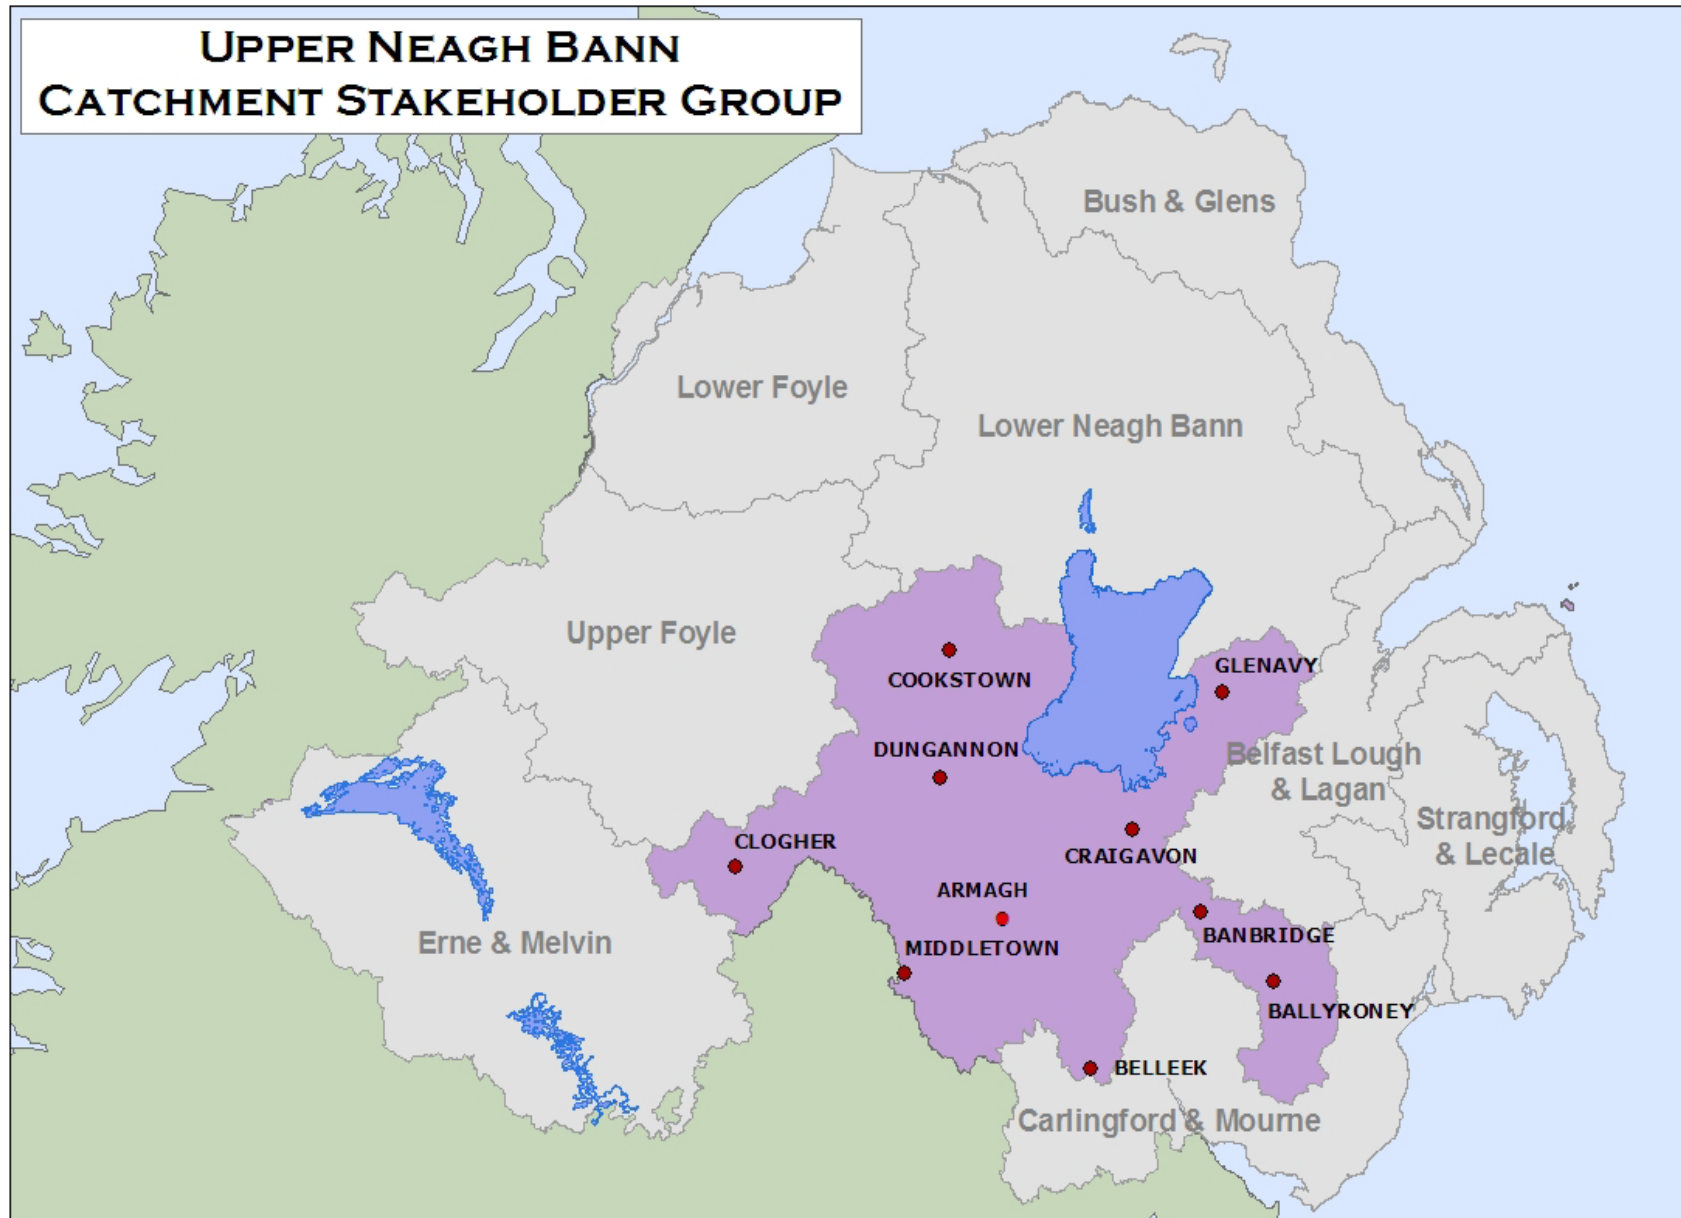 UPPER NEAGH BANN
CATCHMENT STAKEHOLDER GROUP
Bush & Glens
Lower Foyle
Lower Neagh Bann
Upper Foyle
COOKSTOWN
GLENAVY
DUNGANNON
Belfast Lough
& Lagan
Strangford
& Lecale
CLOGHER
CRAIGAVON
ARMAGH
MIDDLETOWN
BANBRIDGE
Erne & Melvin
BALLYRONEY
BELLEEK
Carlingford & Mourne